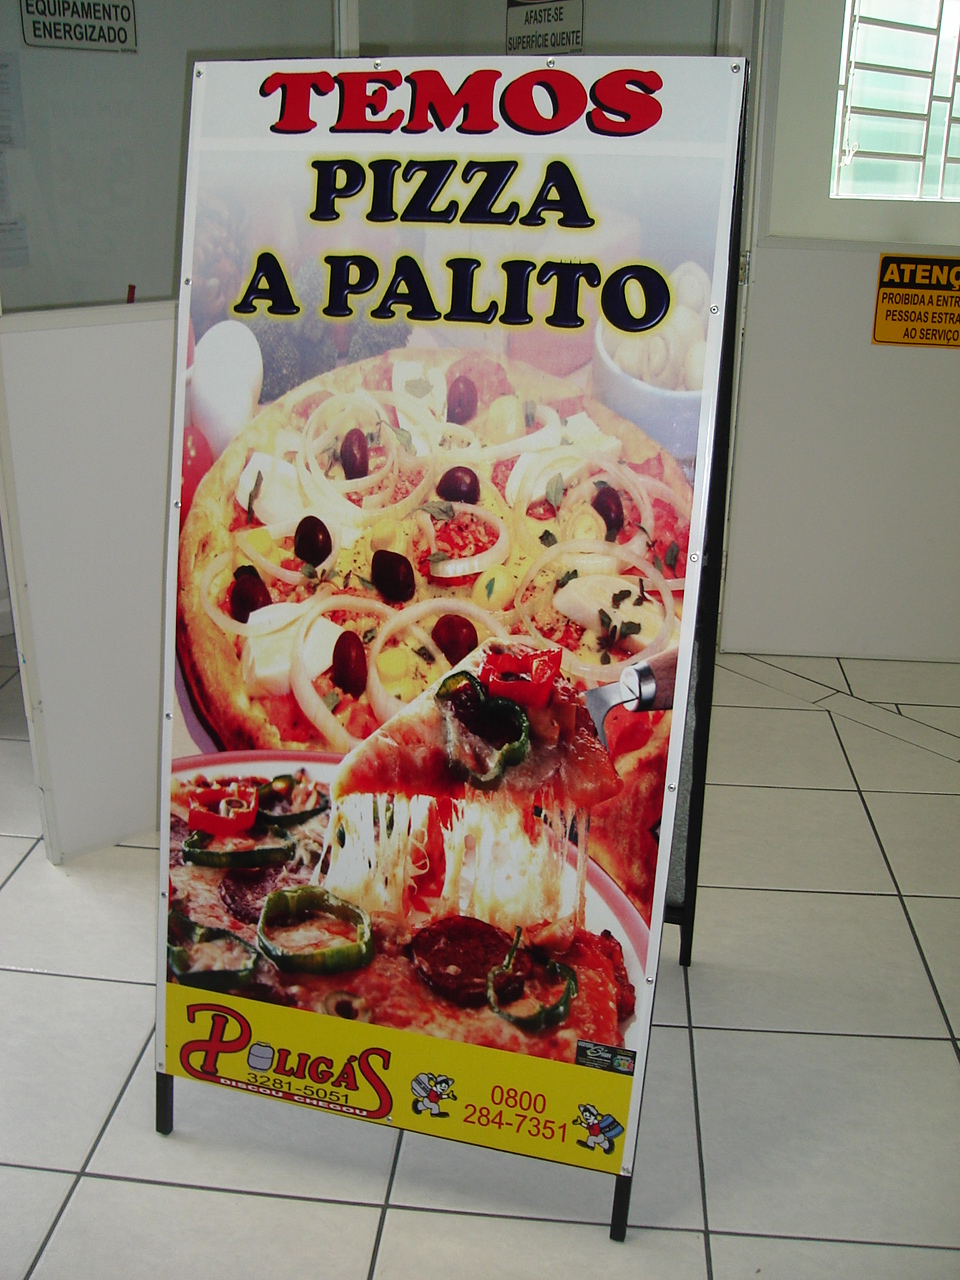 EQUIPAMENTO
ENERGIZADO
AFASTE-SE
SUPERFÍCIE QUENTE
TEMOS
PIZZA
A PALITO
ATENÇ
PROIBIDA A ENTR
PESSOAS ESTRA
AO SERVIÇO
POLIGÁS
3281-5051
DISCOU CHEGOU
0800
284-7351